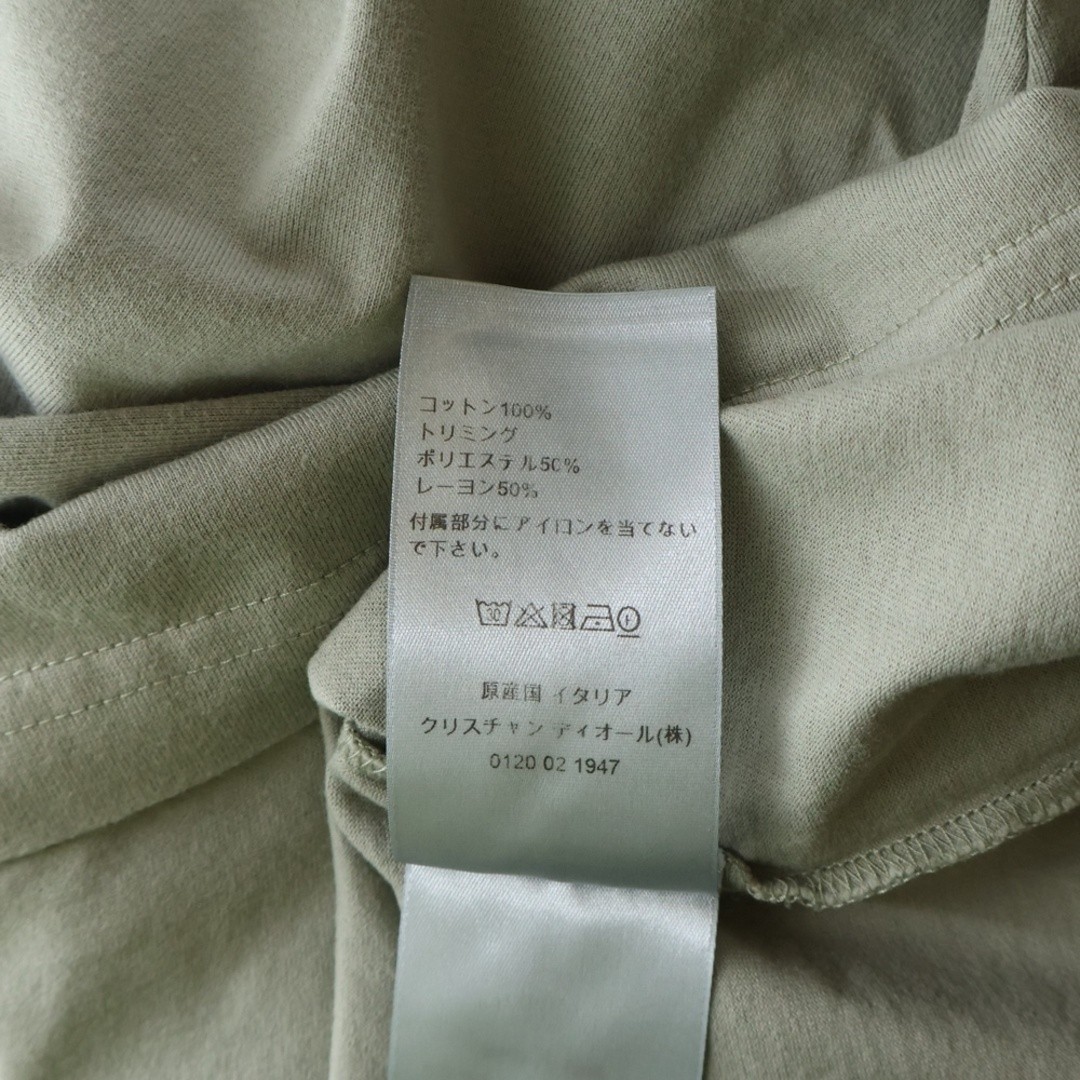 コットン100%
トリミング
ポリエステル50%
レーヨン50%
付属部分にアイロンを当てない
で下さい。
30 F
原産国 イタリア
クリスチャン ディオール(株)
0120 02 1947